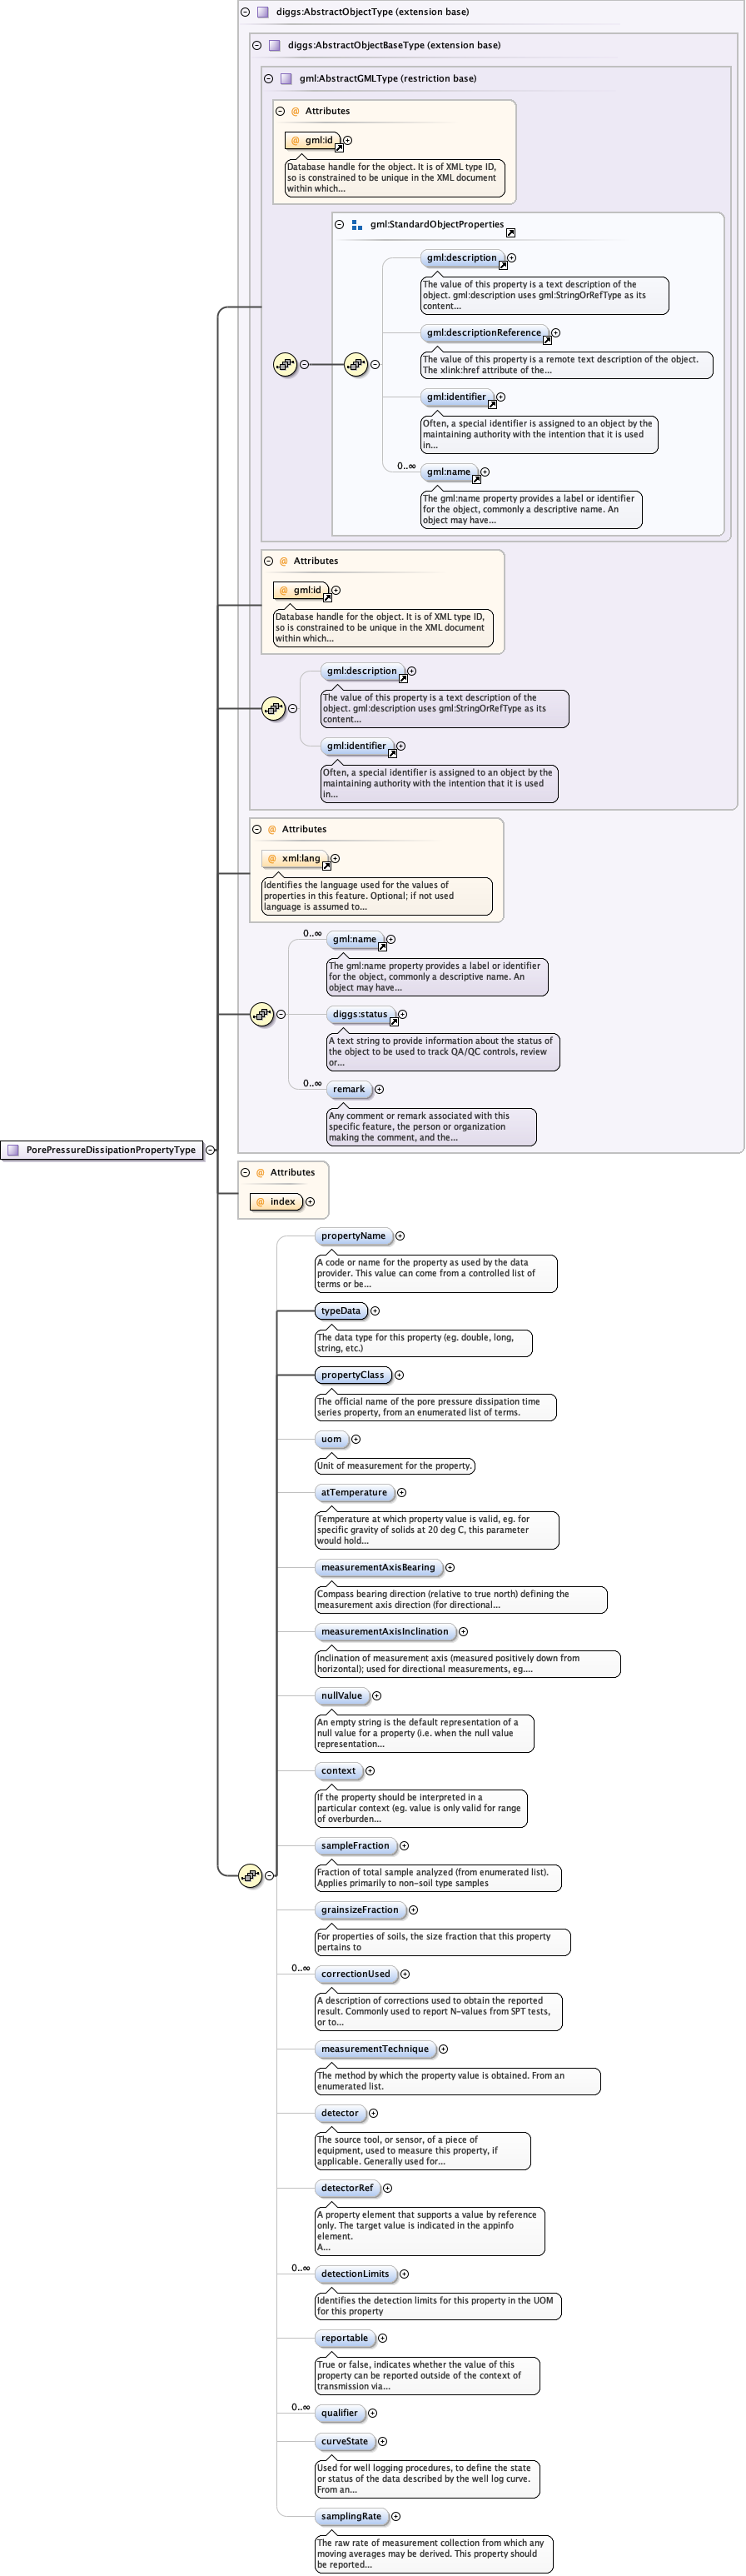 diggs:AbstractObjectType (extension base)
diggs:AbstractObjectBaseType (extension base)
gml:AbstractGMLType (restriction base)
@ Attributes
@ gml:id
Database handle for the object. It is of XML type ID,
so is constrained to be unique in the XML document
within which...
gml:StandardObjectProperties
gml:description
The value of this property is a text description of the
object. gml:description uses gml:StringOrRefType as its
content...
gml:descriptionReference
The value of this property is a remote text description of the object.
The xlink:href attribute of the...
gml:identifier
Often, a special identifier is assigned to an object by the
maintaining authority with the intention that it is used
in...
0..∞
gml:name
The gml:name property provides a label or identifier
for the object, commonly a descriptive name. An
object may have...
@ Attributes
@ gml:id
Database handle for the object. It is of XML type ID,
so is constrained to be unique in the XML document
within which...
gml:description
The value of this property is a text description of the
object. gml:description uses gml:StringOrRefType as its
content...
gml:identifier
Often, a special identifier is assigned to an object by the
maintaining authority with the intention that it is used
in...
@ Attributes
@ xml:lang
Identifies the language used for the values of
properties in this feature. Optional; if not used
language is assumed to...
0..∞
gml:name
The gml:name property provides a label or identifier
for the object, commonly a descriptive name. An
object may have...
diggs:status
A text string to provide information about the status of
the object to be used to track QA/QC controls, review
or...
0..∞
remark
Any comment or remark associated with this
specific feature, the person or organization
making the comment, and the...
PorePressureDissipationPropertyType
@ Attributes
@ index
propertyName
A code or name for the property as used by the data
provider. This value can come from a controlled list of
terms or be...
typeData
The data type for this property (eg. double, long,
string, etc.)
propertyClass
The official name of the pore pressure dissipation time
series property, from an enumerated list of terms.
uom
Unit of measurement for the property.
atTemperature
Temperature at which property value is valid, eg. for
specific gravity of solids at 20 deg C, this parameter
would hold...
measurementAxisBearing
Compass bearing direction (relative to true north) defining the
measurement axis direction (for directional...
measurementAxisInclination
Inclination of measurement axis (measured positively down from
horizontal); used for directional measurements, eg....
nullValue
An empty string is the default representation of a
null value for a property (i.e. when the null value
representation...
context
If the property should be interpreted in a
particular context (eg. value is only valid for range
of overburden...
sampleFraction
Fraction of total sample analyzed (from enumerated list).
Applies primarily to non-soil type samples
grainsizeFraction
For properties of soils, the size fraction that this property
pertains to
0..∞
correctionUsed
A description of corrections used to obtain the reported
result. Commonly used to report N-values from SPT tests,
or to...
measurementTechnique
The method by which the property value is obtained. From an
enumerated list.
detector
The source tool, or sensor, of a piece of
equipment, used to measure this property, if
applicable. Generally used for...
detectorRef
A property element that supports a value by reference
only. The target value is indicated in the appinfo
element.
A...
0..∞
detectionLimits
Identifies the detection limits for this property in the UOM
for this property
reportable
True or false, indicates whether the value of this
property can be reported outside of the context of
transmission via...
0..∞
qualifier
curveState
Used for well logging procedures, to define the state
or status of the data described by the well log curve.
From an...
samplingRate
The raw rate of measurement collection from which any
moving averages may be derived. This property should
be reported...